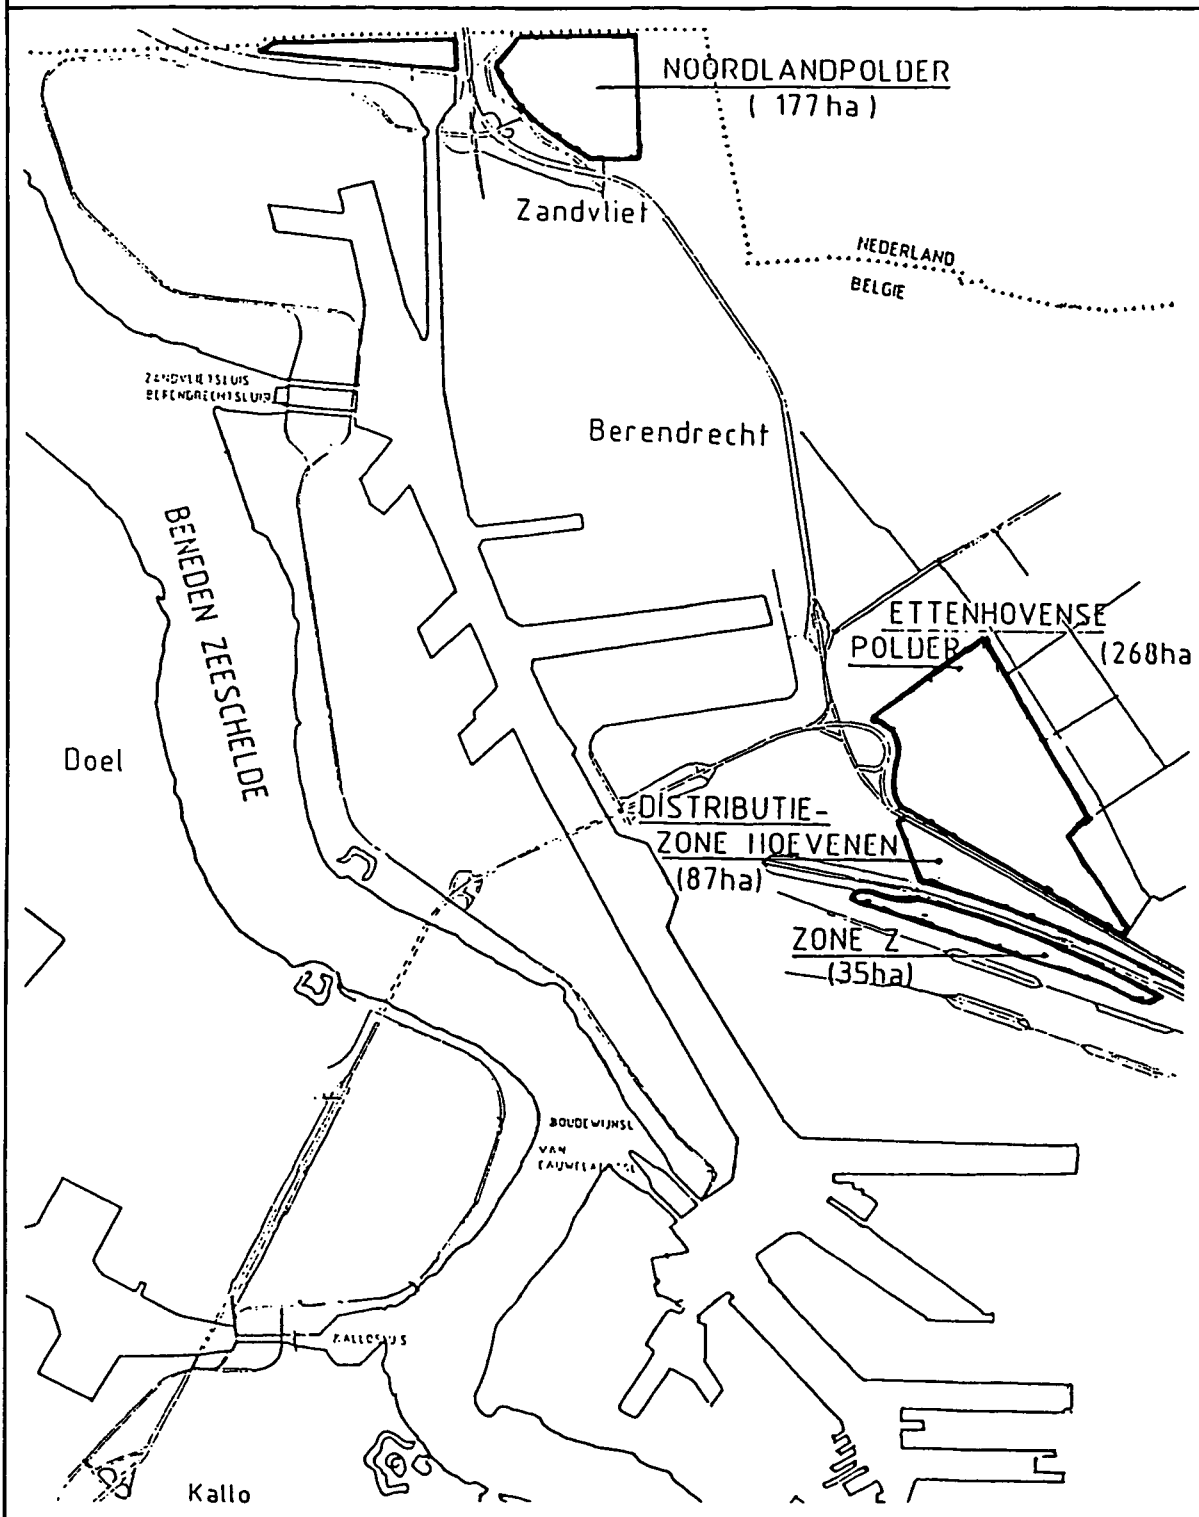 NOORDLANDPOLDER
( 177ha )
Zandvliet
NEDERLAND
BELGIE
ZANDVLIETSLUIS
BERENDRECHTSLUIS
Berendrecht
BENEDEN ZEESCHELDE
ETTENHOVENSE
POLDER
(268ha
Doel
DISTRIBUTIE-
ZONE HOEVENEN
(87ha)
ZONE Z
(35ha)
BOUDEWIJNSL
VAN
KALLOSLUIS
Kallo